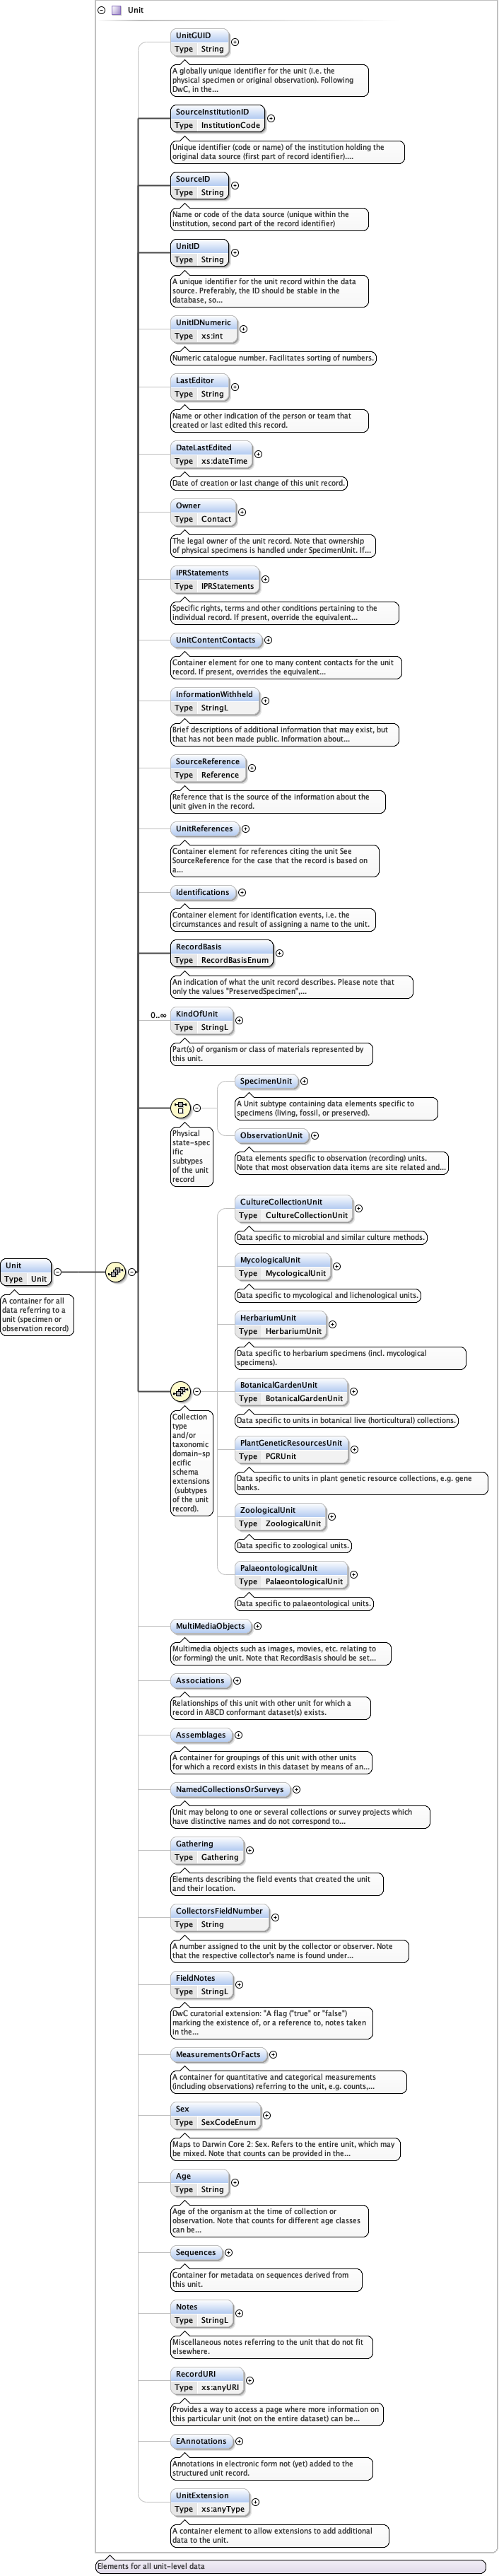 Unit
UnitGUID
Type String
A globally unique identifier for the unit (i.e. the
physical specimen or original observation). Following
DwC, in the...
SourceInstitutionID
Type InstitutionCode
Unique identifier (code or name) of the institution holding the
original data source (first part of record identifier)....
SourceID
Type String
Name or code of the data source (unique within the
institution, second part of the record identifier)
UnitID
Type String
A unique identifier for the unit record within the data
source. Preferably, the ID should be stable in the
database, so...
UnitIDNumeric
Type xs:int
Numeric catalogue number. Facilitates sorting of numbers.
LastEditor
Type String
Name or other indication of the person or team that
created or last edited this record.
DateLastEdited
Type xs:dateTime
Date of creation or last change of this unit record.
Owner
Type Contact
The legal owner of the unit record. Note that ownership
of physical specimens is handled under SpecimenUnit. If...
IPRStatements
Type IPRStatements
Specific rights, terms and other conditions pertaining to the
individual record. If present, override the equivalent...
UnitContentContacts
Container element for one to many content contacts for the unit
record. If present, overrides the equivalent...
InformationWithheld
Type StringL
Brief descriptions of additional information that may exist, but
that has not been made public. Information about...
SourceReference
Type Reference
Reference that is the source of the information about the
unit given in the record.
UnitReferences
Container element for references citing the unit See
SourceReference for the case that the record is based on
a...
Identifications
Container element for identification events, i.e. the
circumstances and result of assigning a name to the unit.
RecordBasis
Type RecordBasisEnum
An indication of what the unit record describes. Please note that
only the values "PreservedSpecimen",...
0..∞
KindOfUnit
Type StringL
Part(s) of organism or class of materials represented by
this unit.
Physical
state-spec
ific
subtypes
of the unit
record
SpecimenUnit
A Unit subtype containing data elements specific to
specimens (living, fossil, or preserved).
ObservationUnit
Data elements specific to observation (recording) units.
Note that most observation data items are site related and...
Unit
Type Unit
A container for all
data referring to a
unit (specimen or
observation record)
Collection
type
and/or
taxonomic
domain-sp
ecific
schema
extensions
(subtypes
of the unit
record).
CultureCollectionUnit
Type CultureCollectionUnit
Data specific to microbial and similar culture methods.
MycologicalUnit
Type MycologicalUnit
Data specific to mycological and lichenological units.
HerbariumUnit
Type HerbariumUnit
Data specific to herbarium specimens (incl. mycological
specimens).
BotanicalGardenUnit
Type BotanicalGardenUnit
Data specific to units in botanical live (horticultural) collections.
PlantGeneticResourcesUnit
Type PGRUnit
Data specific to units in plant genetic resource collections, e.g. gene
banks.
ZoologicalUnit
Type ZoologicalUnit
Data specific to zoological units.
PalaeontologicalUnit
Type PalaeontologicalUnit
Data specific to palaeontological units.
MultiMediaObjects
Multimedia objects such as images, movies, etc. relating to
(or forming) the unit. Note that RecordBasis should be set...
Associations
Relationships of this unit with other unit for which a
record in ABCD conformant dataset(s) exists.
Assemblages
A container for groupings of this unit with other units
for which a record exists in this dataset by means of an...
NamedCollectionsOrSurveys
Unit may belong to one or several collections or survey projects which
have distinctive names and do not correspond to...
Gathering
Type Gathering
Elements describing the field events that created the unit
and their location.
CollectorsFieldNumber
Type String
A number assigned to the unit by the collector or observer. Note
that the respective collector's name is found under...
FieldNotes
Type StringL
DwC curatorial extension: "A flag ("true" or "false")
marking the existence of, or a reference to, notes taken
in the...
MeasurementsOrFacts
A container for quantitative and categorical measurements
(including observations) referring to the unit, e.g. counts,...
Sex
Type SexCodeEnum
Maps to Darwin Core 2: Sex. Refers to the entire unit, which may
be mixed. Note that counts can be provided in the...
Age
Type String
Age of the organism at the time of collection or
observation. Note that counts for different age classes
can be...
Sequences
Container for metadata on sequences derived from
this unit.
Notes
Type StringL
Miscellaneous notes referring to the unit that do not fit
elsewhere.
RecordURI
Type xs:anyURI
Provides a way to access a page where more information on
this particular unit (not on the entire dataset) can be...
EAnnotations
Annotations in electronic form not (yet) added to the
structured unit record.
UnitExtension
Type xs:anyType
A container element to allow extensions to add additional
data to the unit.
Elements for all unit-level data